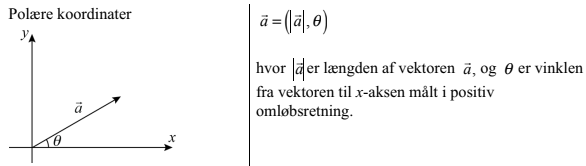 Polære koordinater
y
a⃗
θ
x
a⃗ = (|a⃗|, θ)
hvor |a⃗| er længden af vektoren a⃗, og θ er vinklen
fra vektoren til x-aksen målt i positiv
omløbsretning.